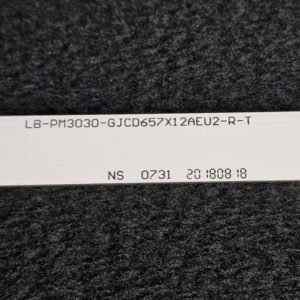 LB-PM3030-GJCD657X12AEU2-R-T
NS 0731 20180818